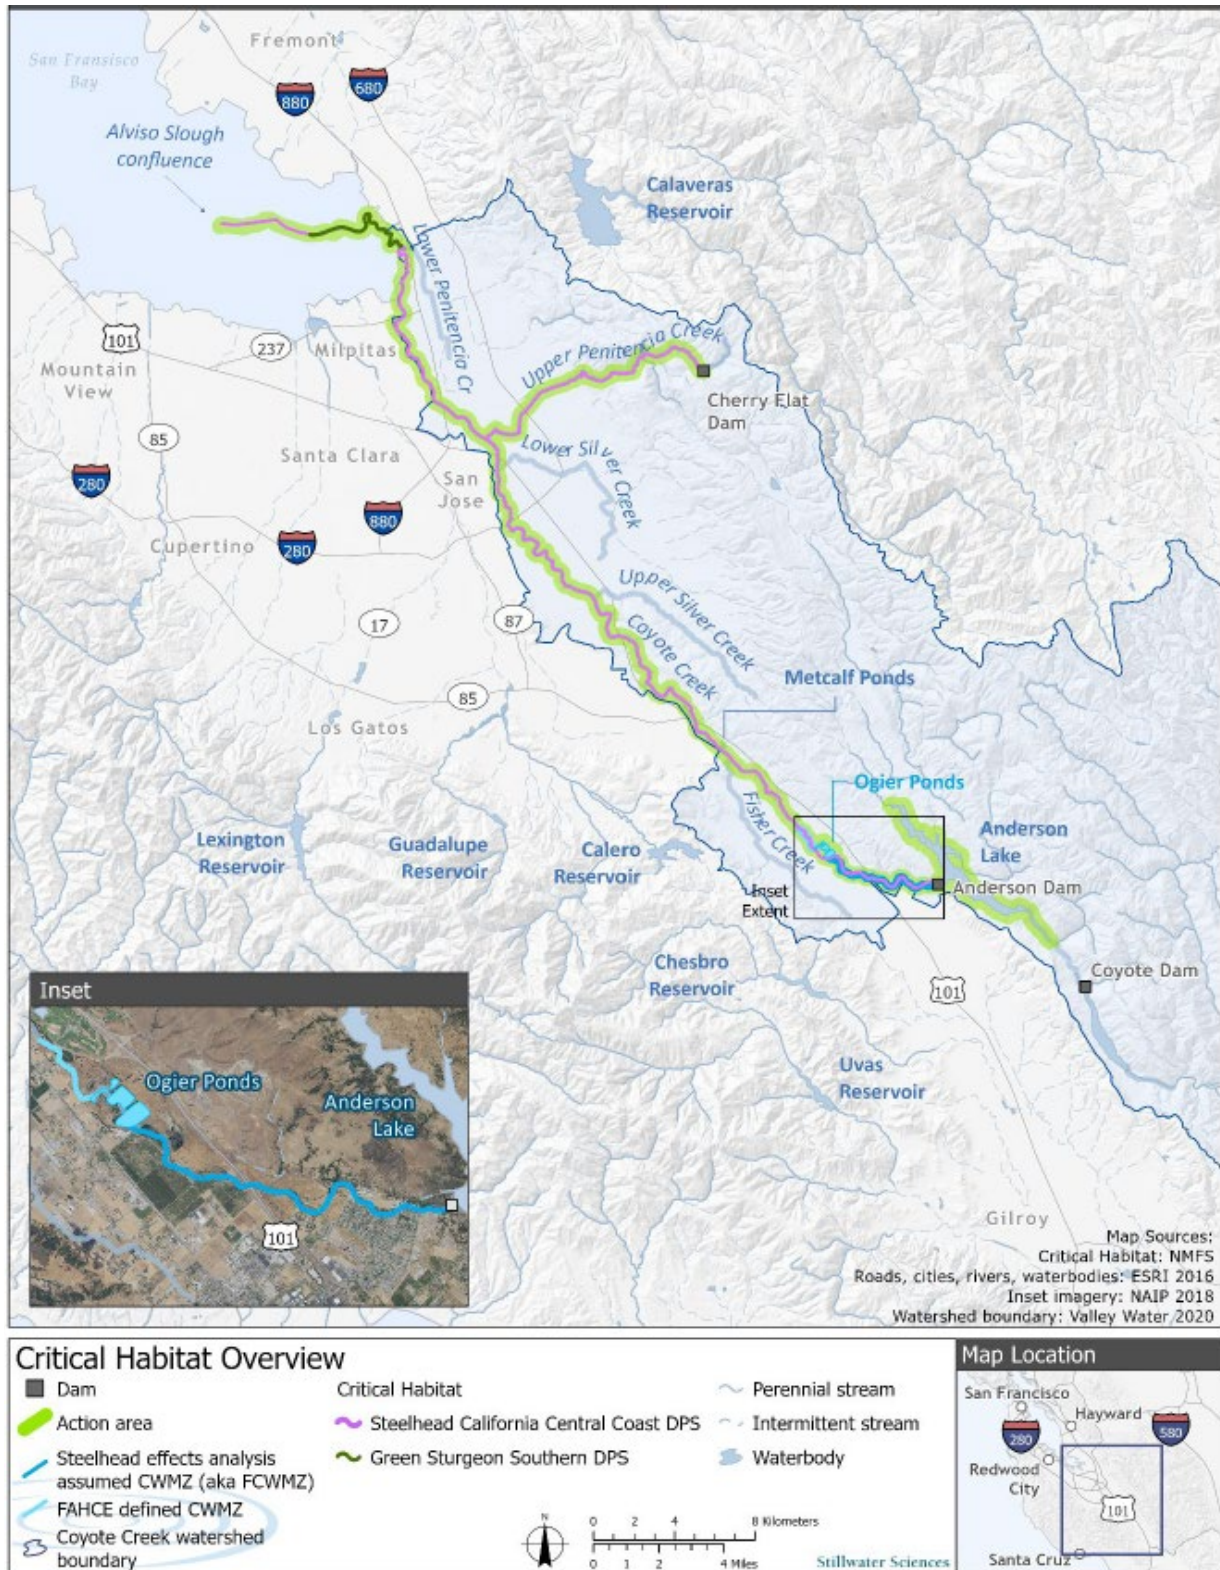 Fremont
San Fransisco
Bay
680
880
Alviso Slough
confluence
Calaveras
Reservoir
Lower Penitencia Cr
101
237
Milpitas
Mountain
View
Upper Penitencia Creek
Cherry Flat
Dam
85
Santa Clara
Lower Silver Creek
San
Jose
280
880
280
Cupertino
Upper Silver Creek
17
87
Coyote Creek
Metcalf Ponds
85
Los Gatos
Ogier Ponds
Fisher Creek
Lexington
Reservoir
Guadalupe
Reservoir
Calero
Reservoir
Anderson
Lake
Inset
Extent
Anderson Dam
Chesbro
Reservoir
Coyote Dam
101
Uvas
Reservoir
Inset
Ogier Ponds
Anderson
Lake
101
Gilroy
Map Sources:
Critical Habitat: NMFS
Roads, cities, rivers, waterbodies: ESRI 2016
Inset imagery: NAIP 2018
Watershed boundary: Valley Water 2020
Critical Habitat Overview
Dam
Action area
Steelhead effects analysis
assumed CWMZ (aka FCWMZ)
FAHCE defined CWMZ
Coyote Creek watershed
boundary
Critical Habitat
Steelhead California Central Coast DPS
Green Sturgeon Southern DPS
Perennial stream
Intermittent stream
Waterbody
N
0 2 4 8 Kilometers
0 1 2 4 Miles
Stillwater Sciences
Map Location
San Francisco
Hayward
280
580
Redwood
City
101
Santa Cruz